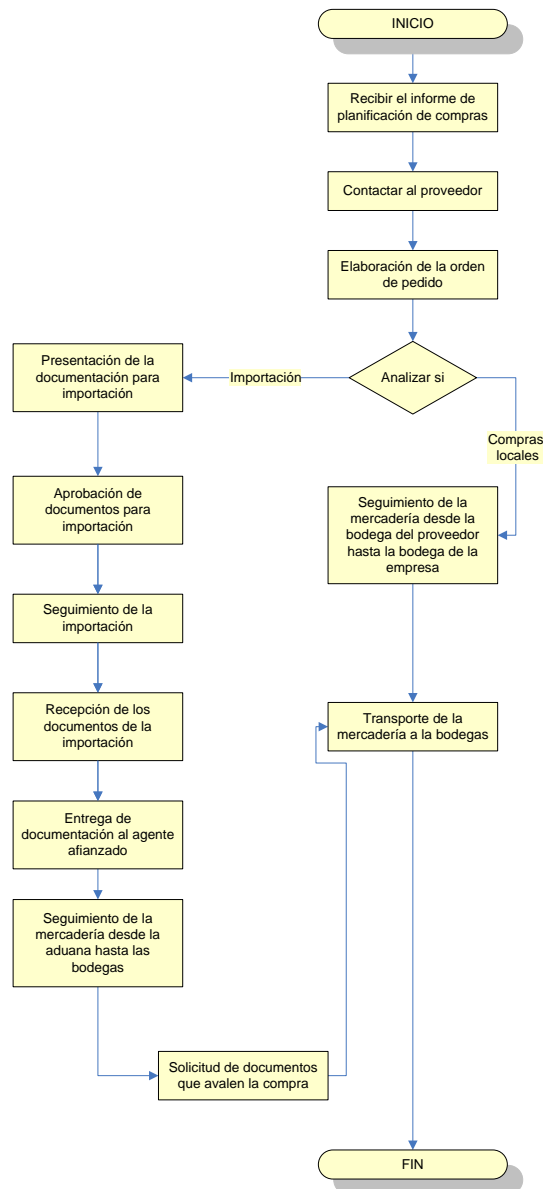 INICIO
Recibir el informe de
planificación de compras
Contactar al proveedor
Elaboración de la orden
de pedido
Analizar si
Importación
Compras
locales
Presentación de la
documentación para
importación
Aprobación de
documentos para
importación
Seguimiento de la
importación
Recepción de los
documentos de la
importación
Entrega de
documentación al agente
afianzado
Seguimiento de la
mercadería desde la
aduana hasta las
bodegas
Solicitud de documentos
que avalen la compra
Seguimiento de la
mercadería desde la
bodega del proveedor
hasta la bodega de la
empresa
Transporte de la
mercadería a la bodegas
FIN